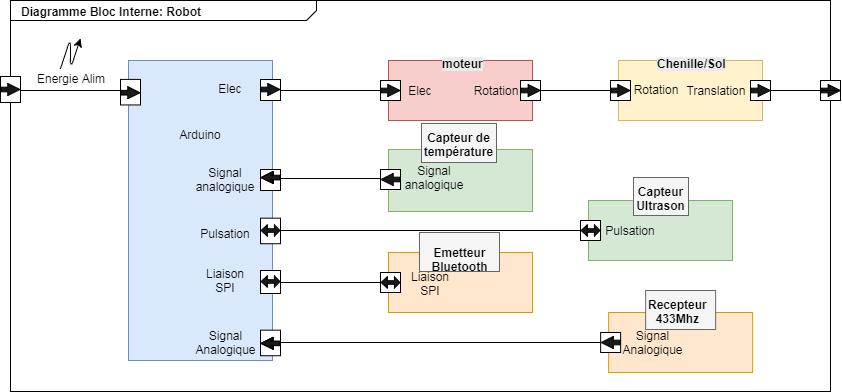 Diagramme Bloc Interne: Robot
Energie Alim
moteur
Chenille/Sol
Elec
Elec
Rotation
Rotation
Translation
Arduino
Capteur de
température
Signal
analogique
Signal
analogique
Capteur
Ultrason
Pulsation
Pulsation
Emetteur
Bluetooth
Liaison
SPI
Liaison
SPI
Recepteur
433Mhz
Signal
Analogique
Signal
Analogique